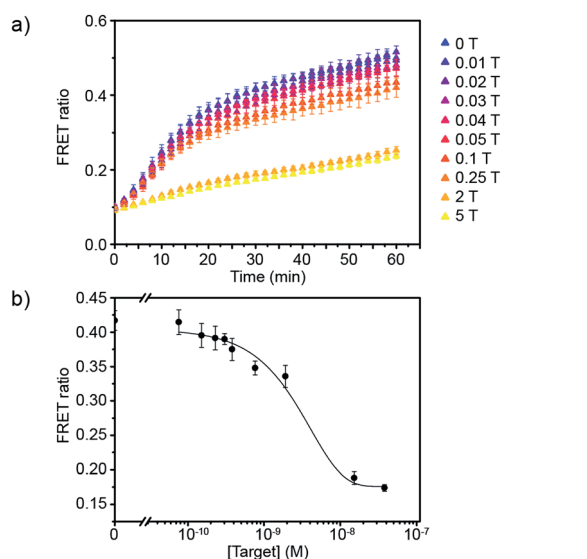 a)
0.6
0.4
0.2
0.0
FRET ratio
0
20
40
60
Time (min)
0 T
0.01 T
0.02 T
0.03 T
0.04 T
0.05 T
0.1 T
0.25 T
2 T
5 T
b)
0.45
0.40
0.35
0.30
0.25
0.20
0.15
FRET ratio
0
10⁻¹⁰
10⁻⁹
10⁻⁸
10⁻⁷
[Target] (M)